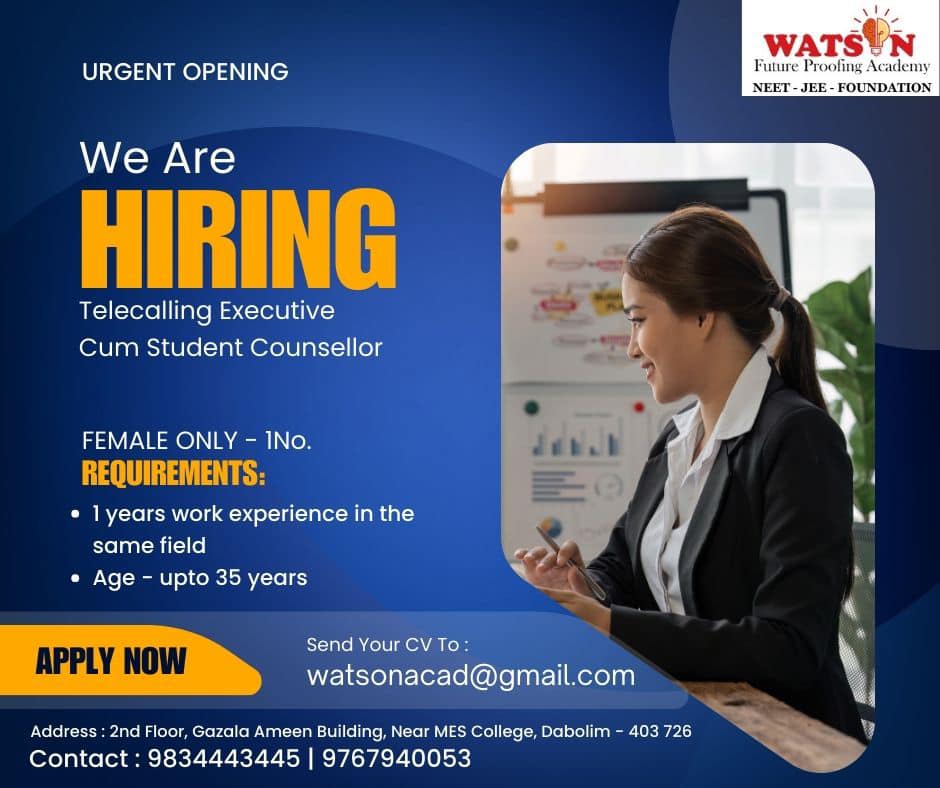 WATSON
Future Proofing Academy
NEET - JEE - FOUNDATION
URGENT OPENING
We Are
HIRING
Telecalling Executive
Cum Student Counsellor
FEMALE ONLY - 1No.
REQUIREMENTS:
• 1 years work experience in the
same field
• Age - upto 35 years
APPLY NOW
Send Your CV To :
watsonacad@gmail.com
Address : 2nd Floor, Gazala Ameen Building, Near MES College, Dabolim - 403 726
Contact : 9834443445 | 9767940053